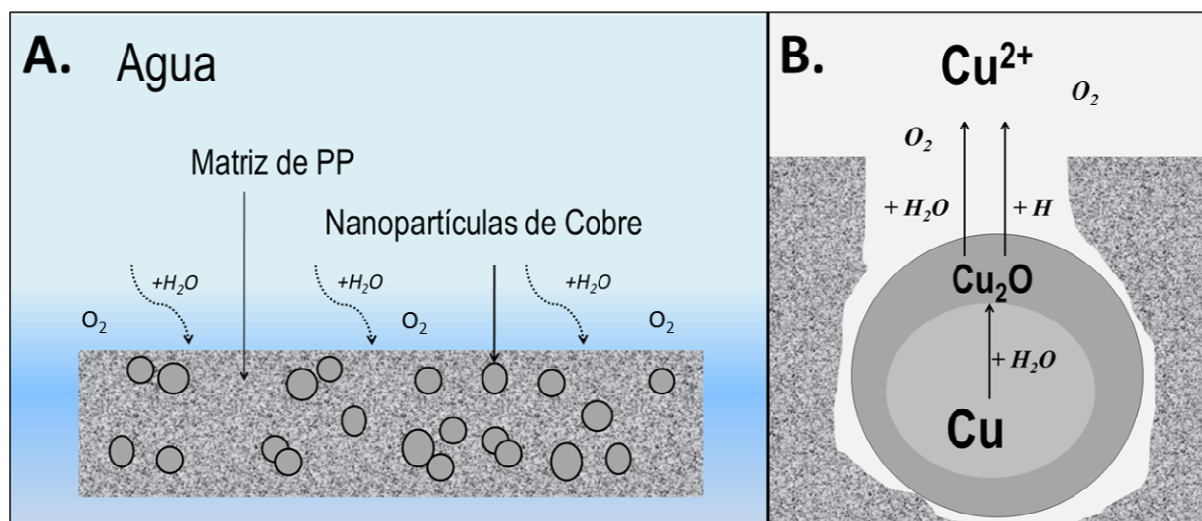 A. Agua
Matriz de PP
Nanopartículas de Cobre
+H₂O
+H₂O
+H₂O
O₂
O₂
O₂
B.
Cu²⁺
O₂
O₂
+ H₂O
+ H
Cu₂O
+ H₂O
Cu